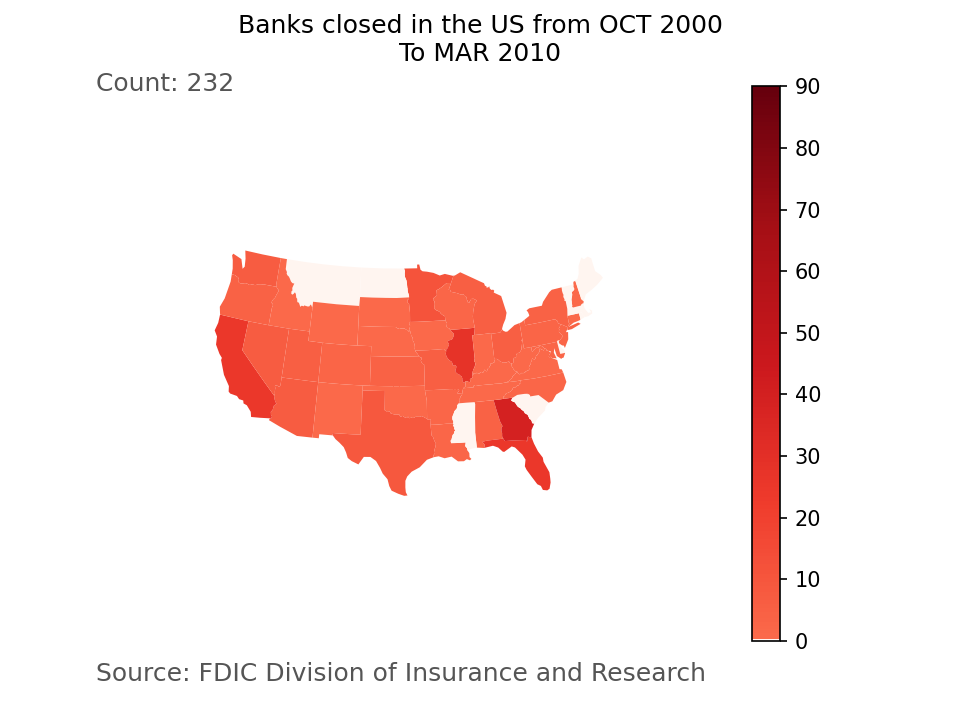 Banks closed in the US from OCT 2000
To MAR 2010
Count: 232
90
80
70
60
50
40
30
20
10
0
Source: FDIC Division of Insurance and Research